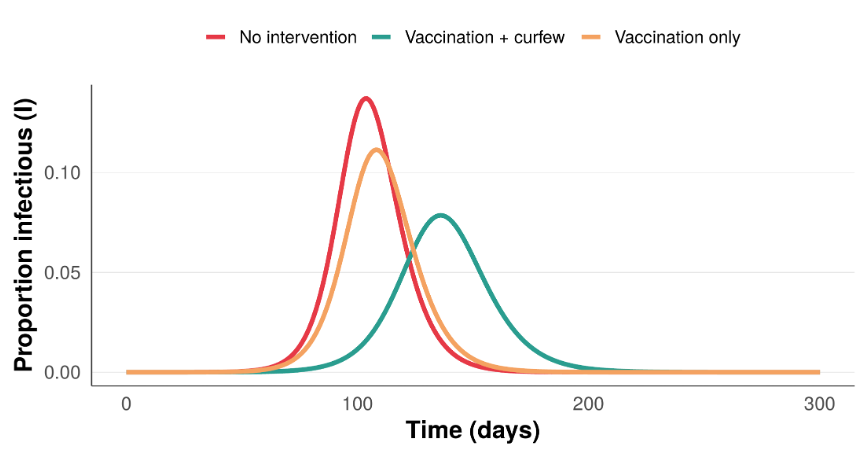 No intervention Vaccination + curfew Vaccination only
Proportion infectious (I)
0.10
0.05
0.00
0 100 200 300
Time (days)